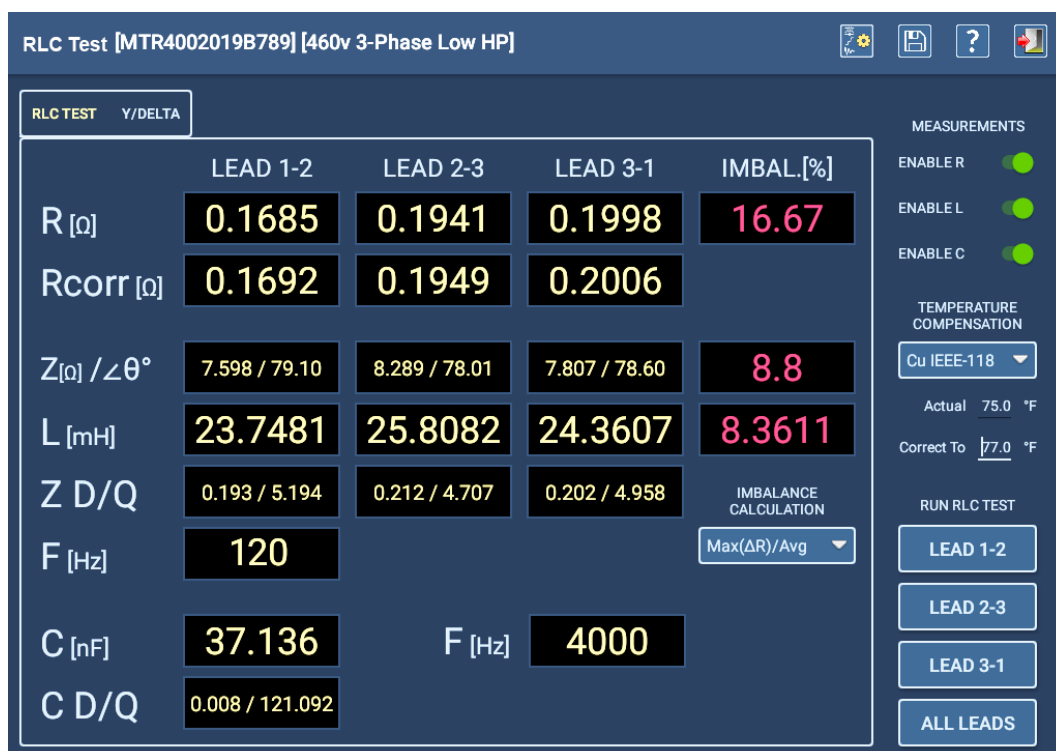 RLC Test [MTR4002019B789] [460v 3-Phase Low HP]
?
RLC TEST Y/DELTA
LEAD 1-2 LEAD 2-3 LEAD 3-1 IMBAL.[%]
R [Ω] 0.1685 0.1941 0.1998 16.67
Rcorr [Ω] 0.1692 0.1949 0.2006
Z[Ω] /∠θ° 7.598 / 79.10 8.289 / 78.01 7.807 / 78.60 8.8
L [mH] 23.7481 25.8082 24.3607 8.3611
Z D/Q 0.193 / 5.194 0.212 / 4.707 0.202 / 4.958
IMBALANCE
CALCULATION
Max(ΔR)/Avg
F [Hz] 120
C [nF] 37.136 F [Hz] 4000
C D/Q 0.008 / 121.092
MEASUREMENTS
ENABLE R
ENABLE L
ENABLE C
TEMPERATURE
COMPENSATION
Cu IEEE-118
Actual 75.0 °F
Correct To 77.0 °F
RUN RLC TEST
LEAD 1-2
LEAD 2-3
LEAD 3-1
ALL LEADS